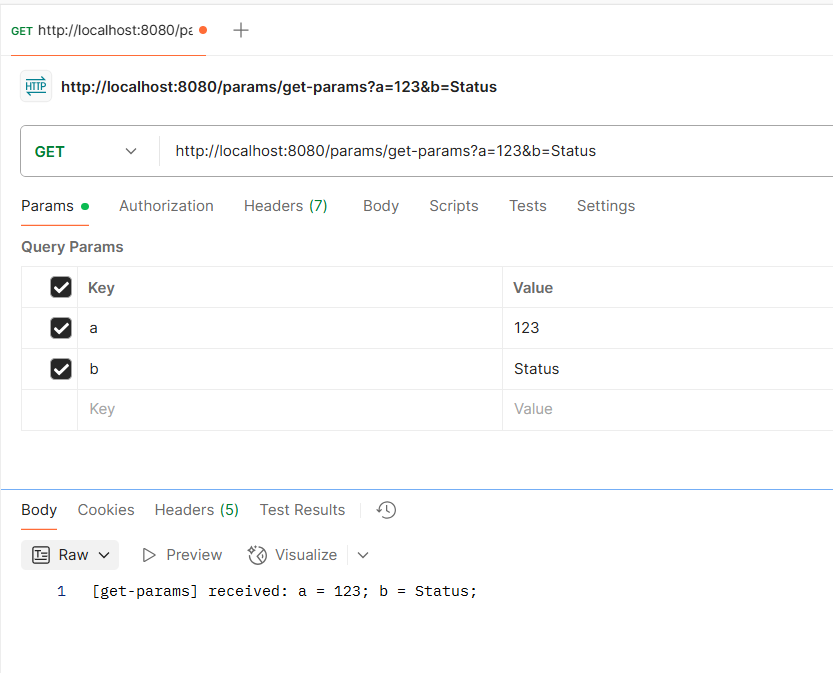 GET http://localhost:8080/pa
HTTP http://localhost:8080/params/get-params?a=123&b=Status
GET http://localhost:8080/params/get-params?a=123&b=Status
Params Authorization Headers (7) Body Scripts Tests Settings
Query Params
Key Value
a 123
b Status
Key Value
Body Cookies Headers (5) Test Results
Raw Preview Visualize
1 [get-params] received: a = 123; b = Status;